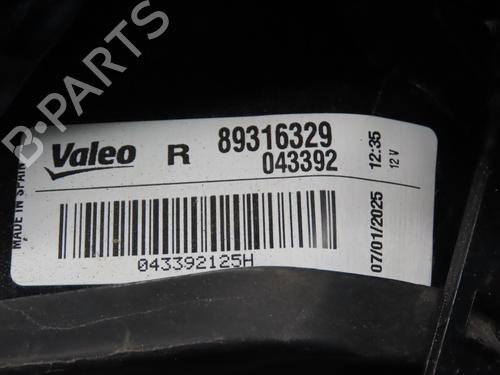 B-PARTS
MADE IN SPAIN
Valeo R 89316329
043392
12:35
12 V
07/01/2025
043392125H